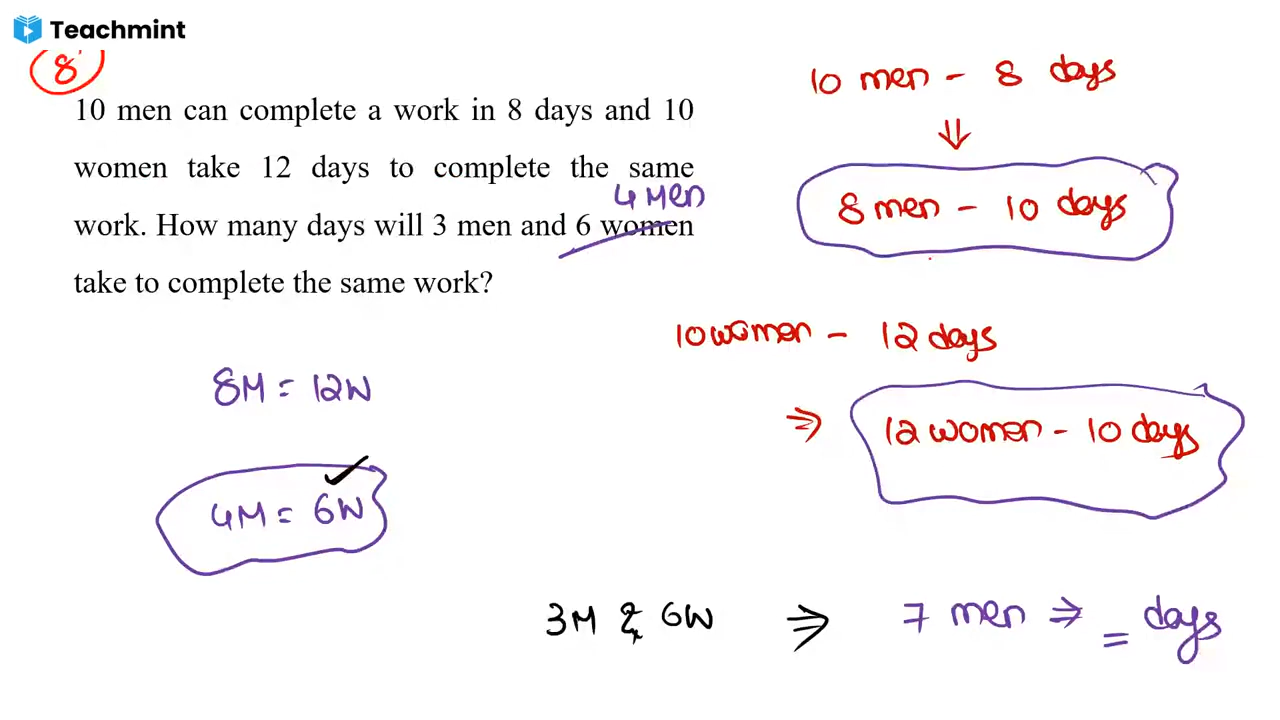 Teachmint
8
10 men can complete a work in 8 days and 10
women take 12 days to complete the same
4 Men
work. How many days will 3 men and 6 women
take to complete the same work?
10 men - 8 days
⇓
8 men - 10 days
10 women - 12 days
⇒ 12 women - 10 days
8M = 12W
4M = 6W ✓
3M & 6W ⇒ 7 men ⇒ = days